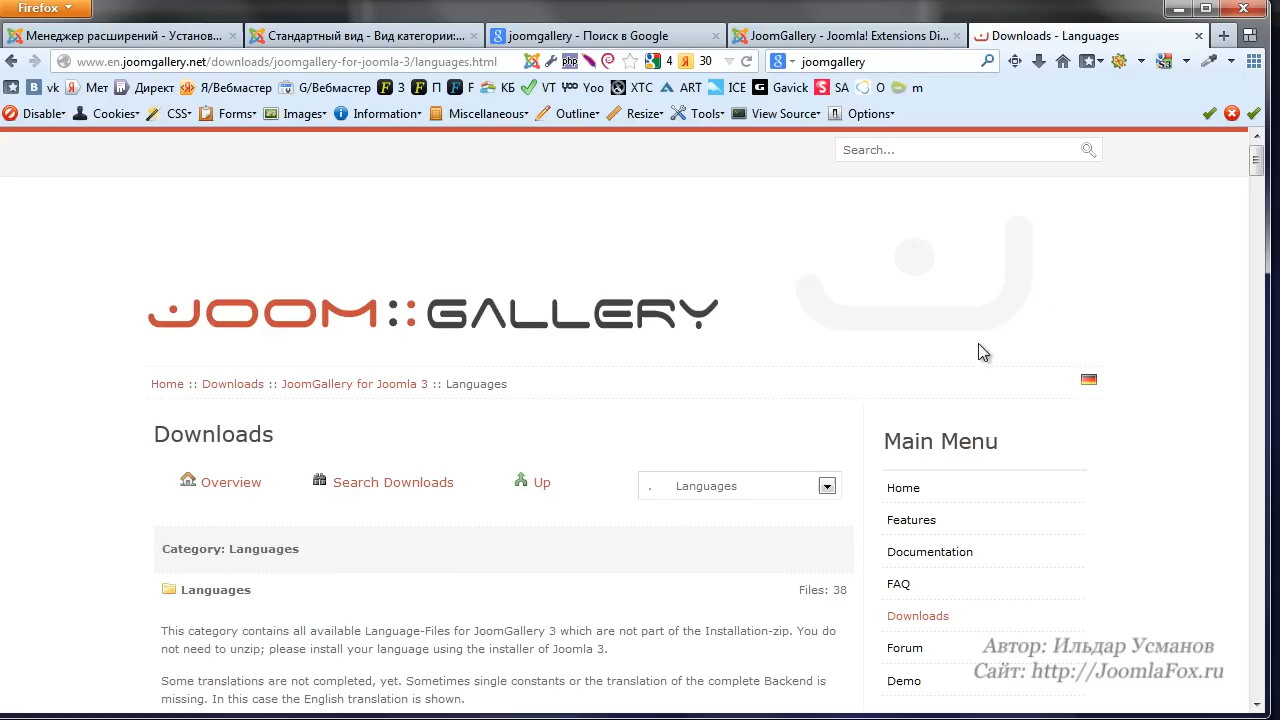 Firefox
Менеджер расширений - Установ...
Стандартный вид - Вид категории:...
joomgallery - Поиск в Google
JoomGallery - Joomla! Extensions Di...
Downloads - Languages
www.en.joomgallery.net/downloads/joomgallery-for-joomla-3/languages.html
php
4
30
joomgallery
vk
Мет
Директ
Я/Вебмастер
G/Вебмастер
З
П
F
КБ
VT
Yoo
XTC
ART
ICE
Gavick
SA
O
m
Disable
Cookies
CSS
Forms
Images
Information
Miscellaneous
Outline
Resize
Tools
View Source
Options
Search...
JOOM::GALLERY
Home :: Downloads :: JoomGallery for Joomla 3 :: Languages
Downloads
Overview
Search Downloads
Up
. Languages
Category: Languages
Languages
Files: 38
This category contains all available Language-Files for JoomGallery 3 which are not part of the Installation-zip. You do
not need to unzip; please install your language using the installer of Joomla 3.
Some translations are not completed, yet. Sometimes single constants or the translation of the complete Backend is
missing. In this case the English translation is shown.
Main Menu
Home
Features
Documentation
FAQ
Downloads
Forum
Demo
Автор: Ильдар Усманов
Сайт: http://JoomlaFox.ru